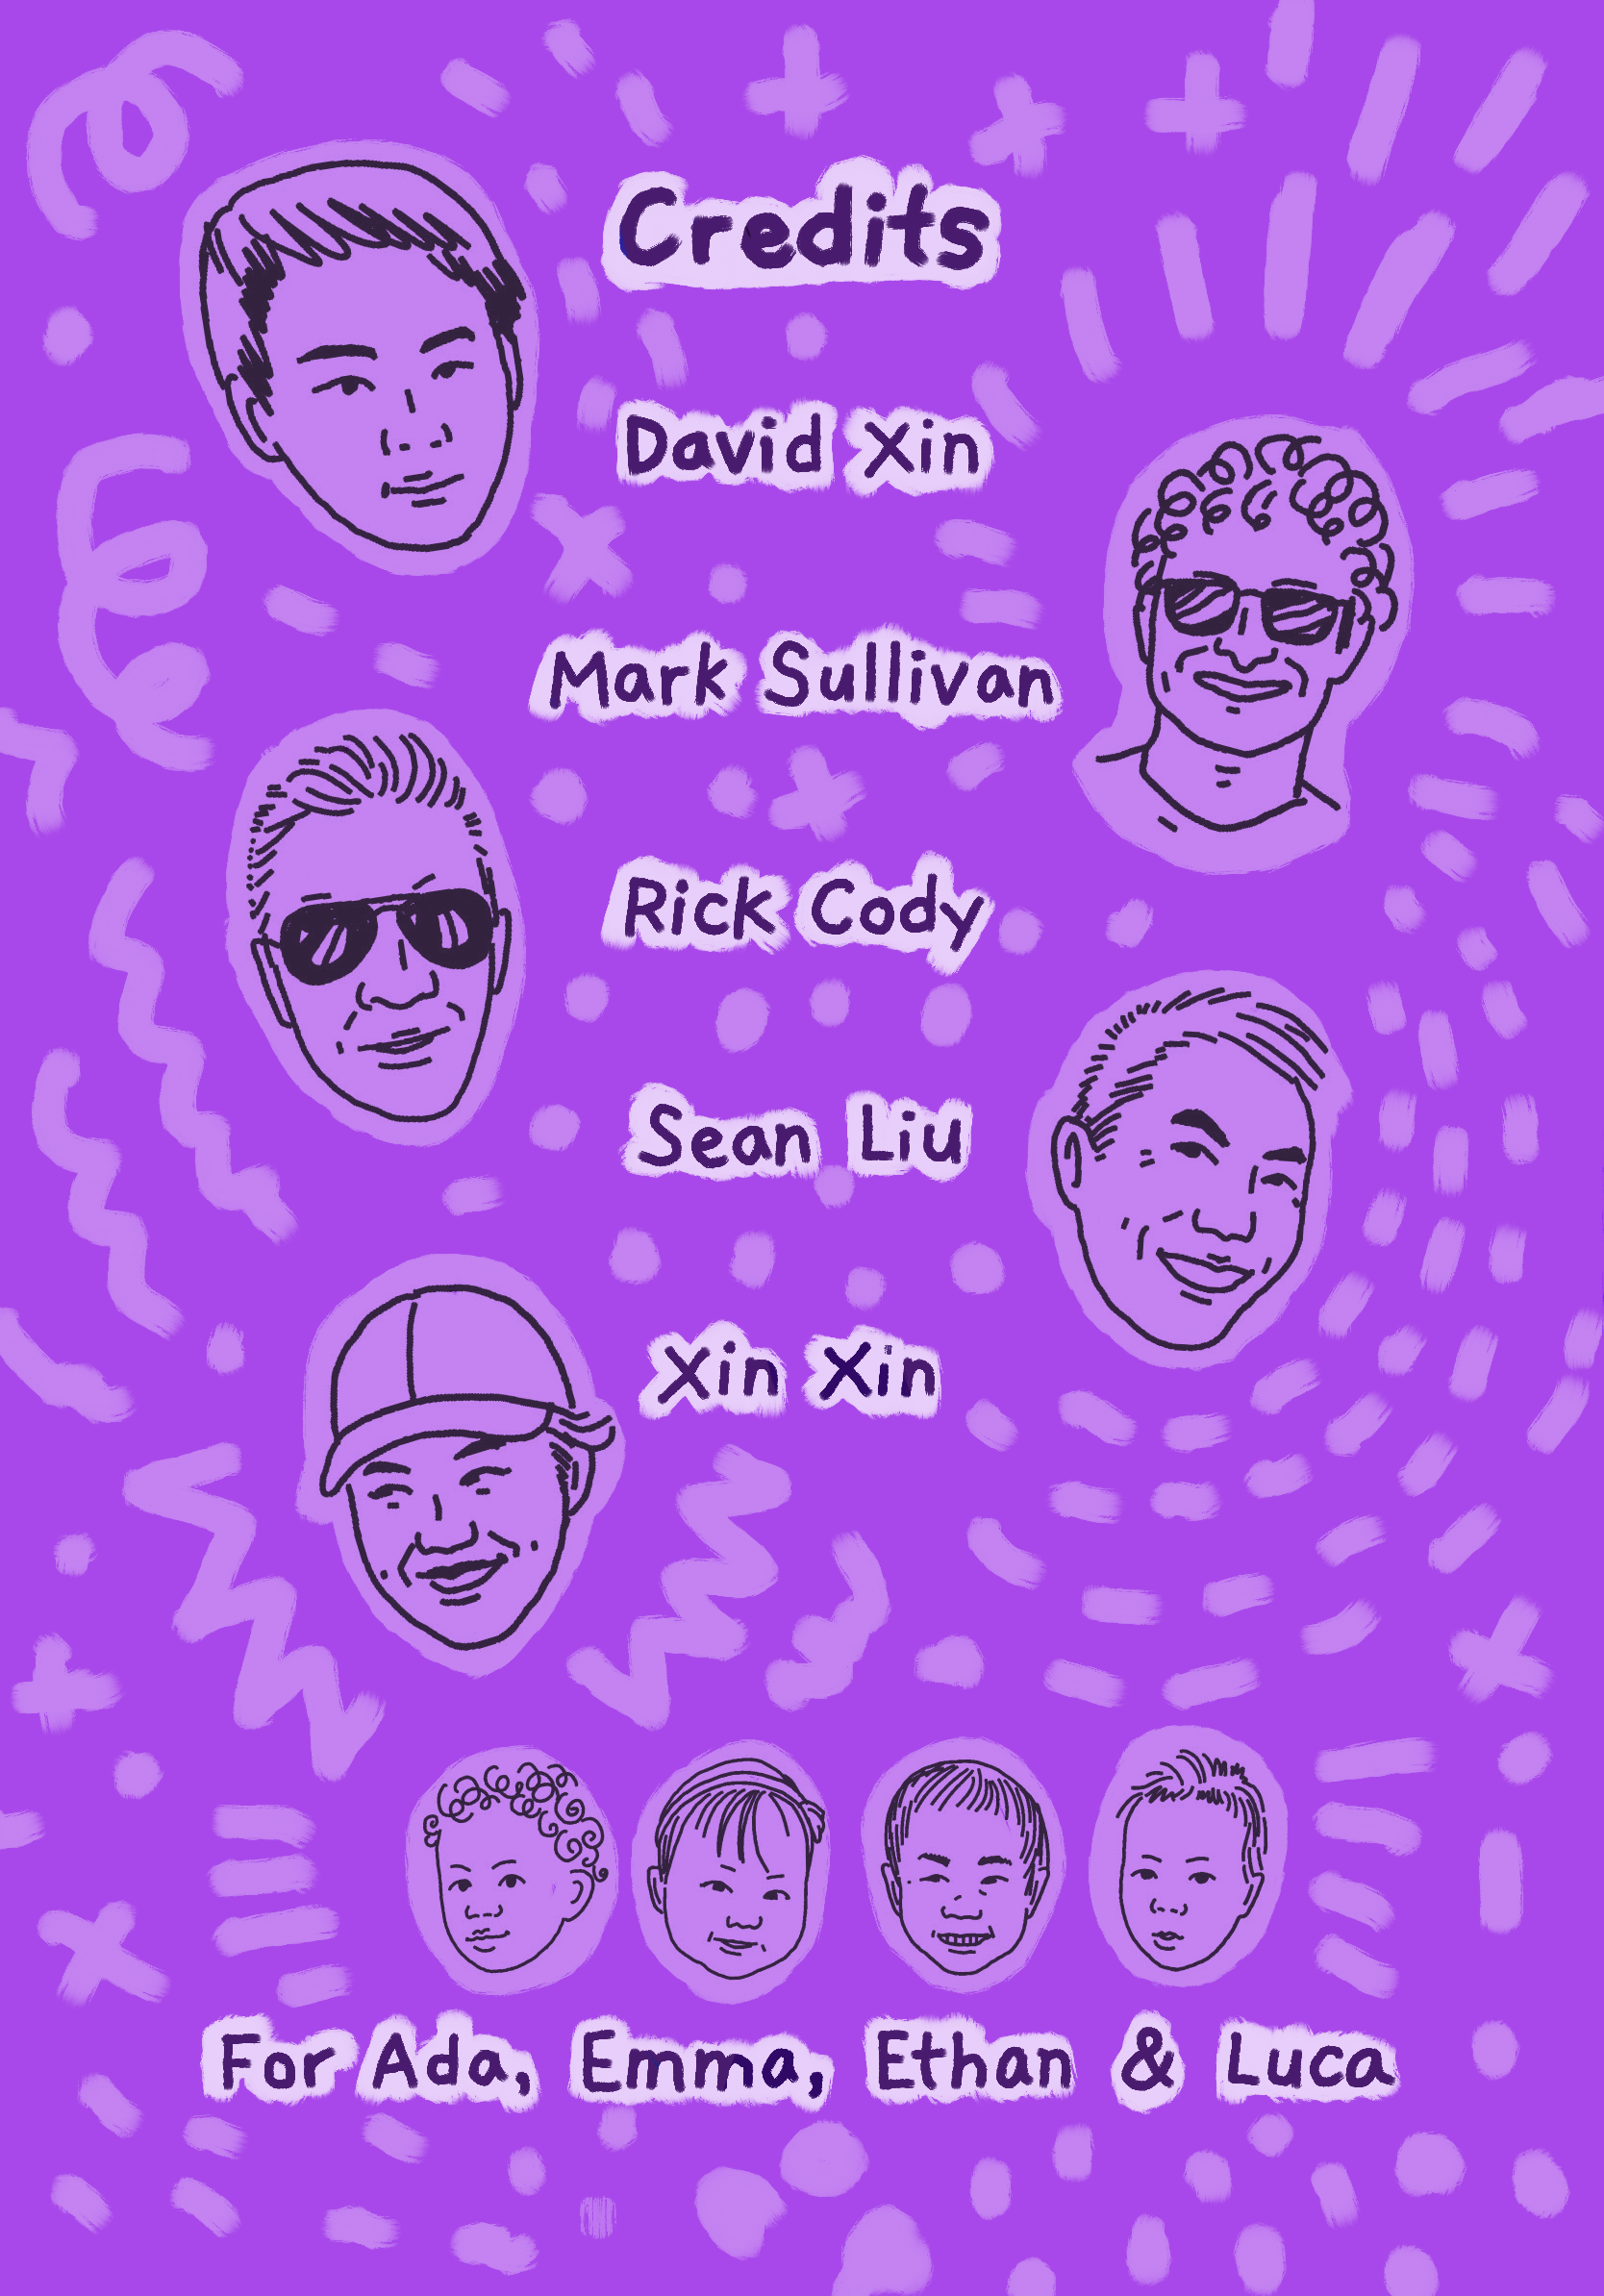 Credits
David Xin
Mark Sullivan
Rick Cody
Sean Liu
Xin Xin
For Ada, Emma, Ethan & Luca